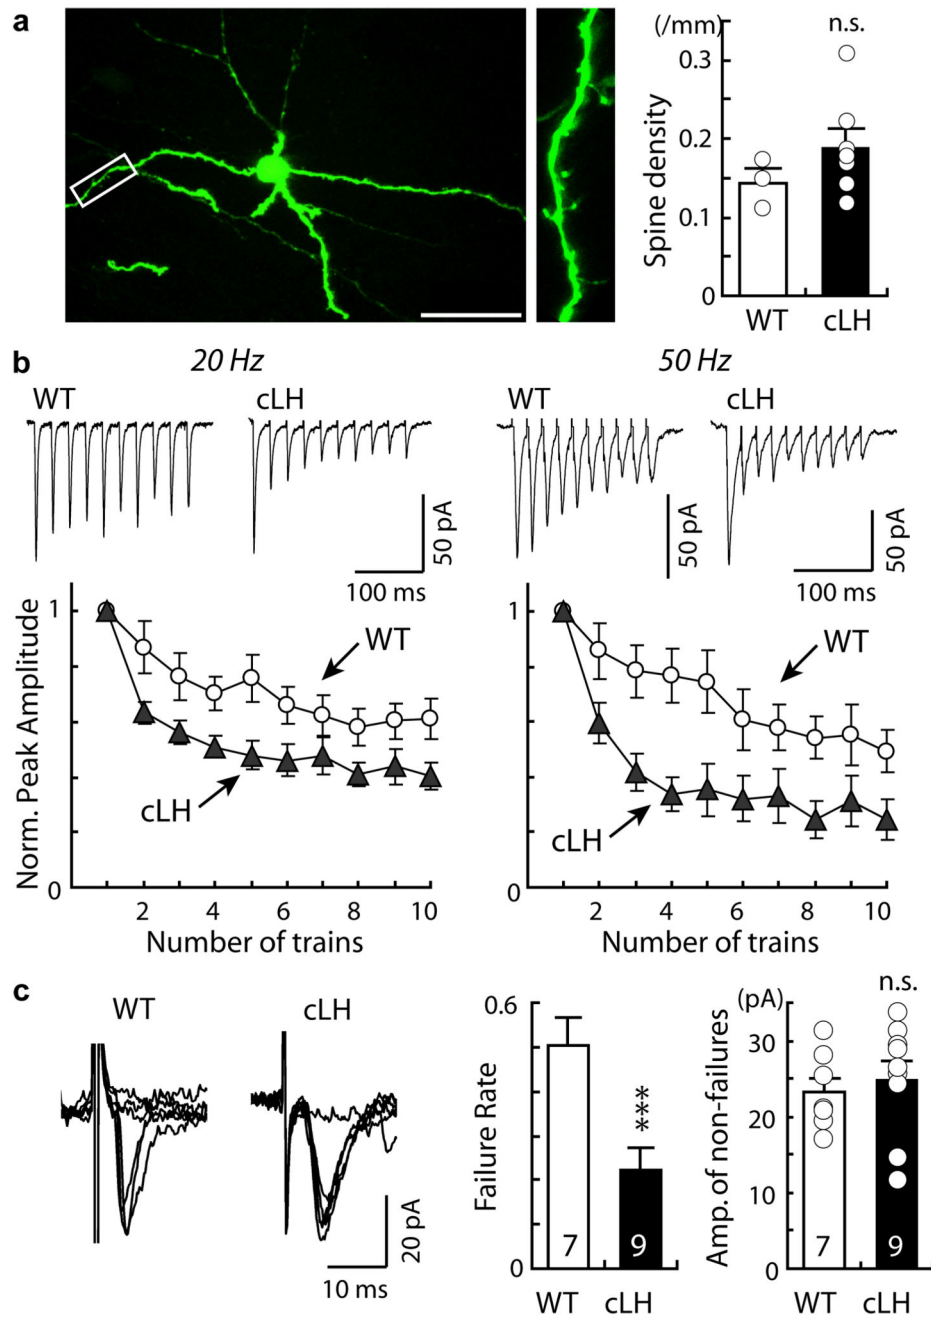 a
(/mm)
n.s.
0.3
0.2
0.1
0
Spine density
WT
cLH
b
20 Hz
50 Hz
WT
cLH
WT
cLH
50 pA
100 ms
50 pA
50 pA
100 ms
1
0
Norm. Peak Amplitude
WT
cLH
2 4 6 8 10
Number of trains
1
0
WT
cLH
2 4 6 8 10
Number of trains
c
WT
cLH
20 pA
10 ms
0.6
0
Failure Rate
***
7
9
WT
cLH
(pA)
n.s.
30
20
10
0
Amp. of non-failures
7
9
WT
cLH